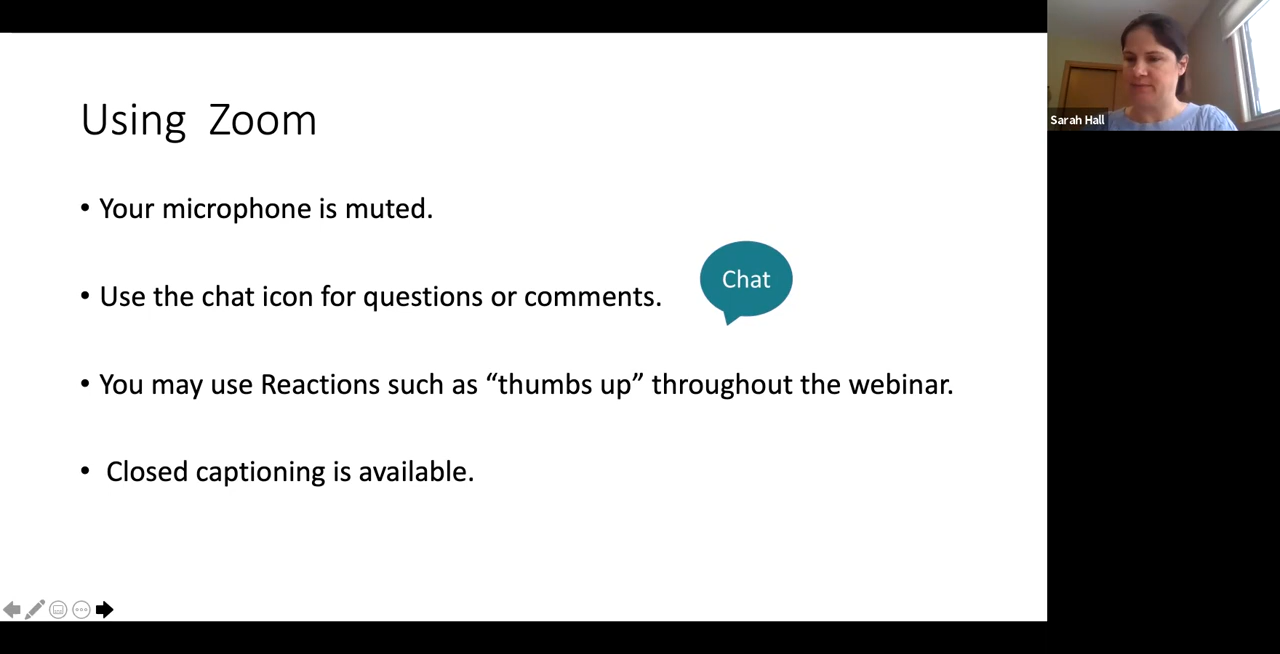 Using Zoom
• Your microphone is muted.
• Use the chat icon for questions or comments.
Chat
• You may use Reactions such as “thumbs up” throughout the webinar.
• Closed captioning is available.
Sarah Hall